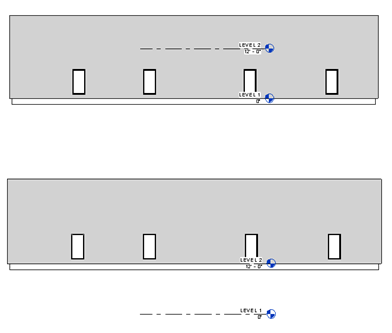 LEVEL 2
12' - 0"
LEVEL 1
0"
LEVEL 2
12' - 0"
LEVEL 1
0"